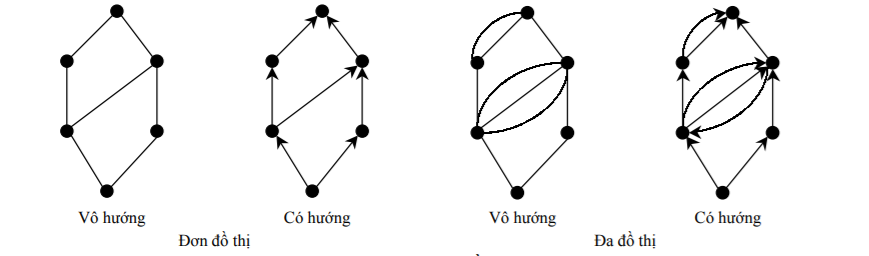 Vô hướng Có hướng Vô hướng Có hướng
Đơn đồ thị Đa đồ thị